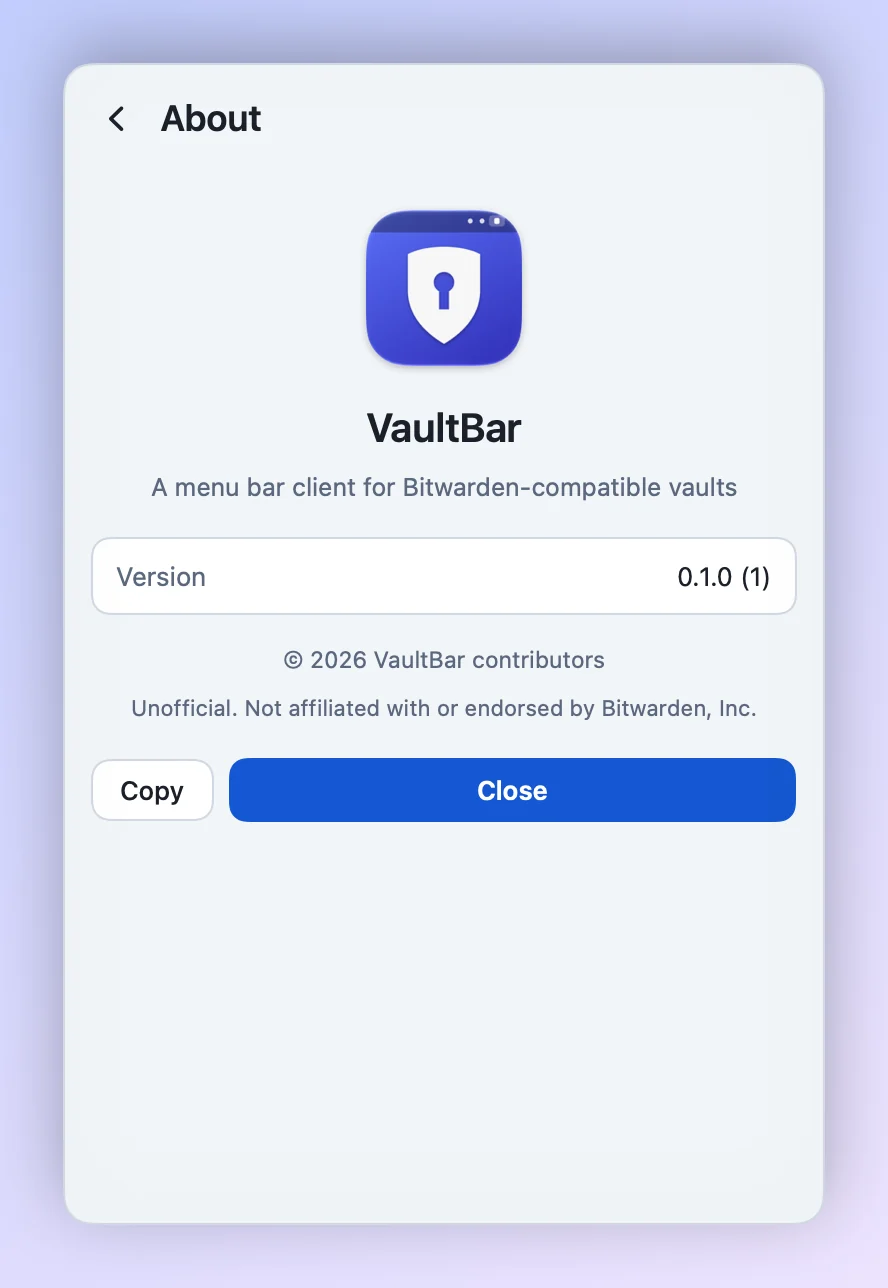 About
VaultBar
A menu bar client for Bitwarden-compatible vaults
Version 0.1.0 (1)
© 2026 VaultBar contributors
Unofficial. Not affiliated with or endorsed by Bitwarden, Inc.
Copy Close